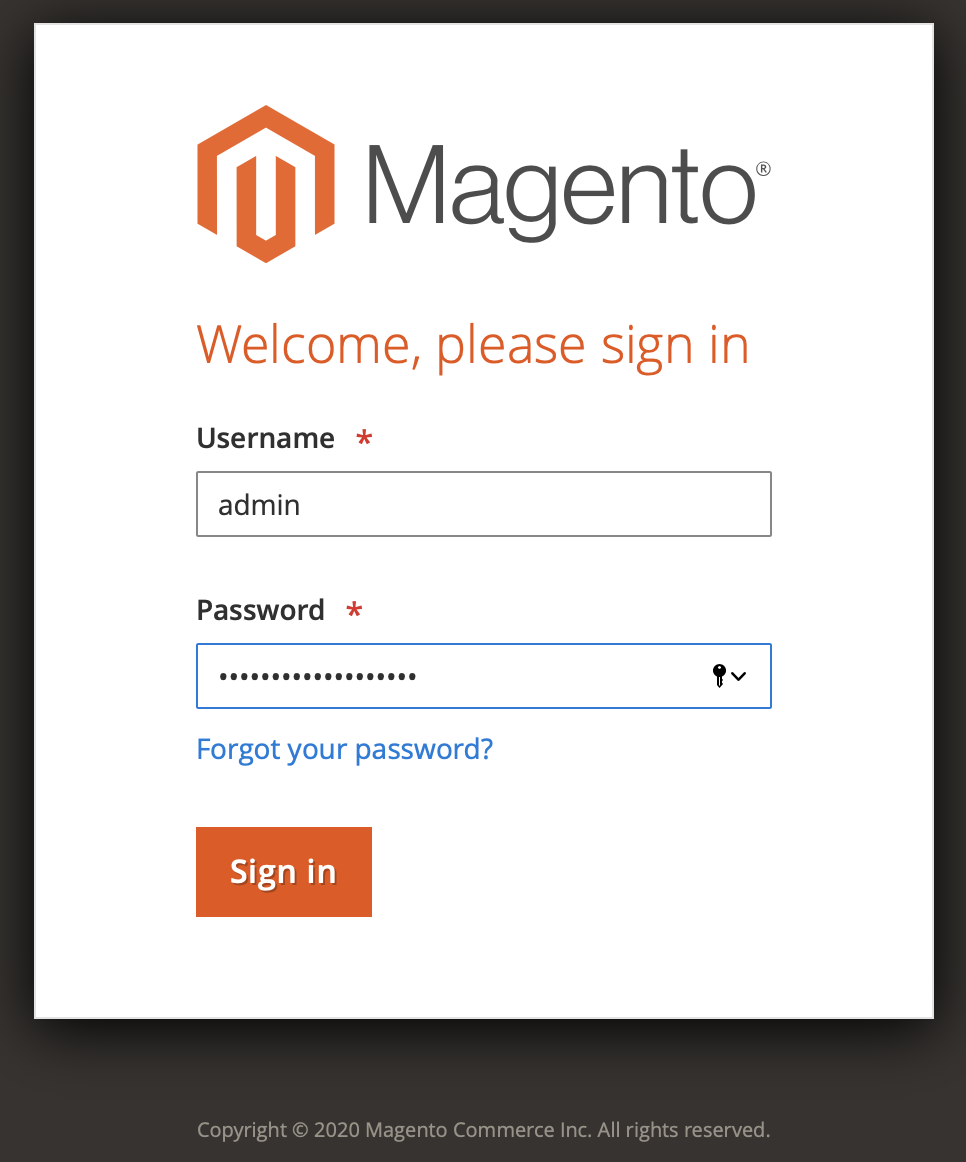 Magento®
Welcome, please sign in
Username *
admin
Password *
•••••••••••••••••••
Forgot your password?
Sign in
Copyright © 2020 Magento Commerce Inc. All rights reserved.